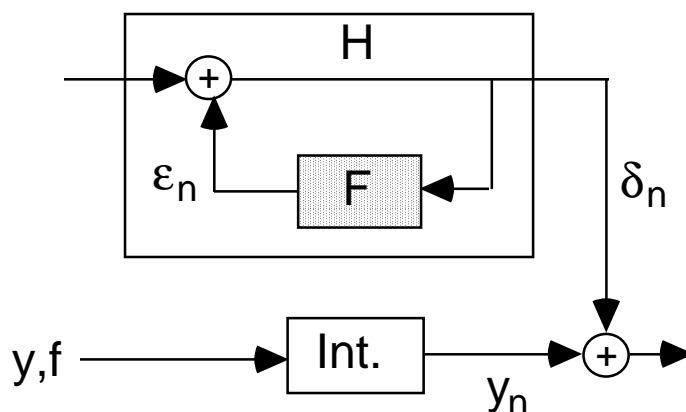 H
+
εn
F
δn
y,f
Int.
yn
+